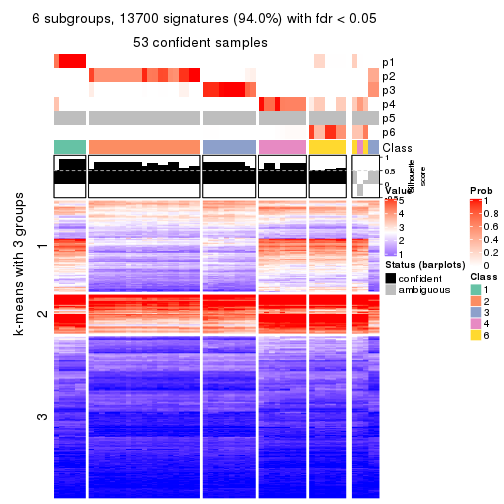 6 subgroups, 13700 signatures (94.0%) with fdr < 0.05
53 confident samples
p1
p2
p3
p4
p5
p6
Class
1
0.5
0
Silhouette
score
k-means with 3 groups
1
2
3
Value
5
4
3
2
1
Status (barplots)
confident
ambiguous
Prob
1
0.8
0.6
0.4
0.2
0
Class
1
2
3
4
6